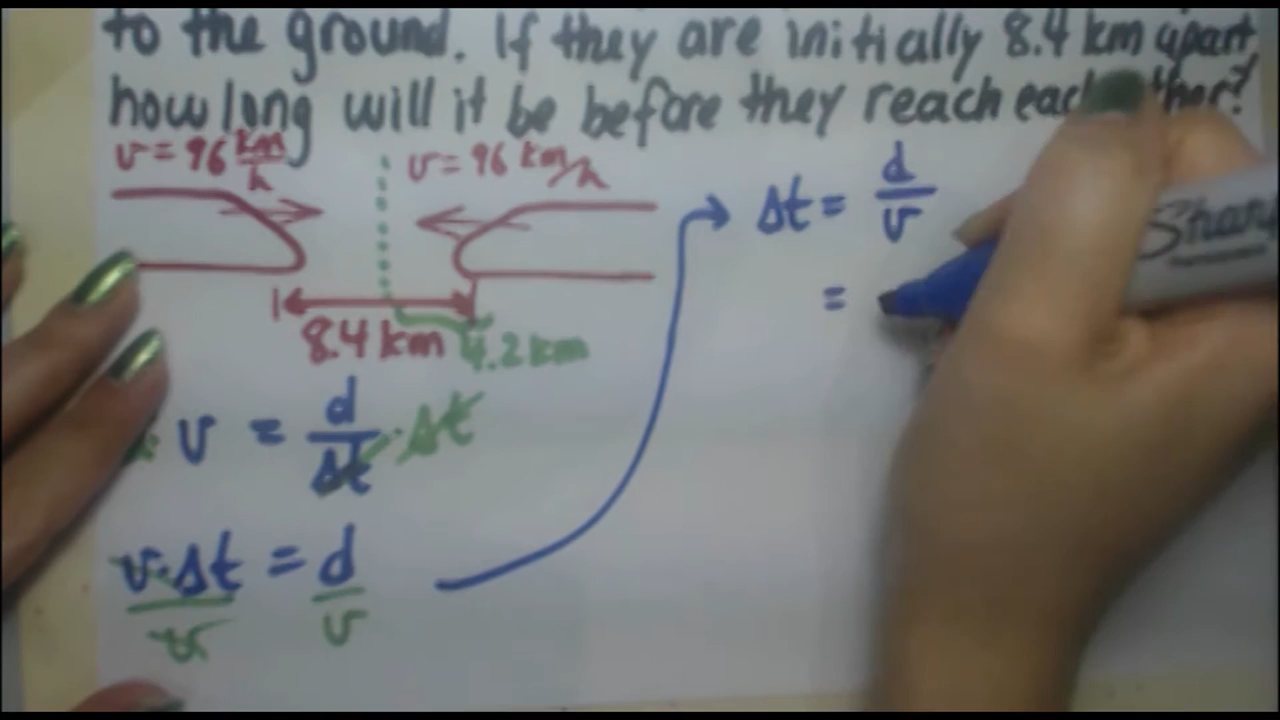 to the ground. If they are initially 8.4 km apart,
how long will it be before they reach each other?
v = 96 km/h
v = 96 km/h
8.4 km
4.2 km
v = d/Δt · Δt
v·Δt/v = d/v
Δt = d/v
=